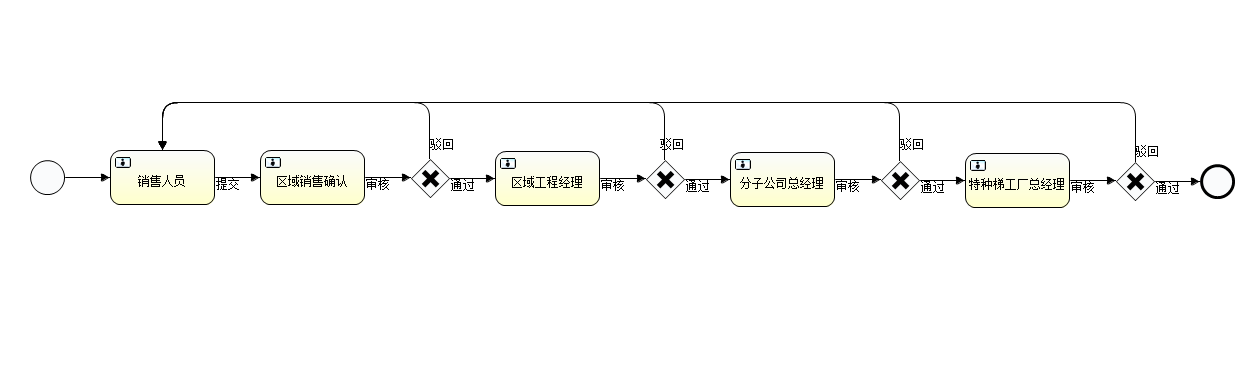 驳回
驳回
驳回
驳回
销售人员
提交
区域销售确认
审核
通过
区域工程经理
审核
通过
分子公司总经理
审核
通过
特种梯工厂总经理
审核
通过